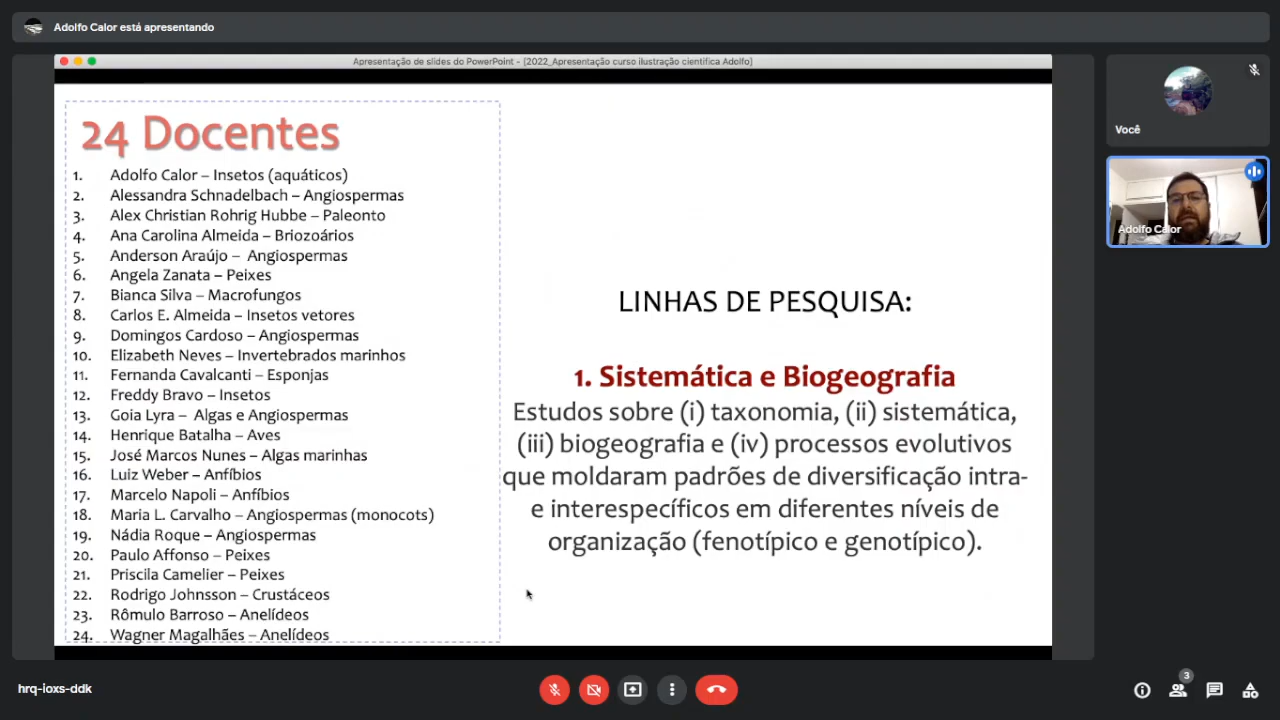 Adolfo Calor está apresentando
Apresentação de slides do PowerPoint - [2022_Apresentação curso ilustração científica Adolfo]
24 Docentes
1. Adolfo Calor – Insetos (aquáticos)
2. Alessandra Schnadelbach – Angiospermas
3. Alex Christian Rohrig Hubbe – Paleonto
4. Ana Carolina Almeida – Briozoários
5. Anderson Araújo – Angiospermas
6. Angela Zanata – Peixes
7. Bianca Silva – Macrofungos
8. Carlos E. Almeida – Insetos vetores
9. Domingos Cardoso – Angiospermas
10. Elizabeth Neves – Invertebrados marinhos
11. Fernanda Cavalcanti – Esponjas
12. Freddy Bravo – Insetos
13. Goia Lyra – Algas e Angiospermas
14. Henrique Batalha – Aves
15. José Marcos Nunes – Algas marinhas
16. Luiz Weber – Anfíbios
17. Marcelo Napoli – Anfíbios
18. Maria L. Carvalho – Angiospermas (monocots)
19. Nádia Roque – Angiospermas
20. Paulo Affonso – Peixes
21. Priscila Camelier – Peixes
22. Rodrigo Johnsson – Crustáceos
23. Rômulo Barroso – Anelídeos
24. Wagner Magalhães – Anelídeos
LINHAS DE PESQUISA:
1. Sistemática e Biogeografia
Estudos sobre (i) taxonomia, (ii) sistemática,
(iii) biogeografia e (iv) processos evolutivos
que moldaram padrões de diversificação intra-
e interespecíficos em diferentes níveis de
organização (fenotípico e genotípico).
Você
Adolfo Calor
hrq-ioxs-ddk
3